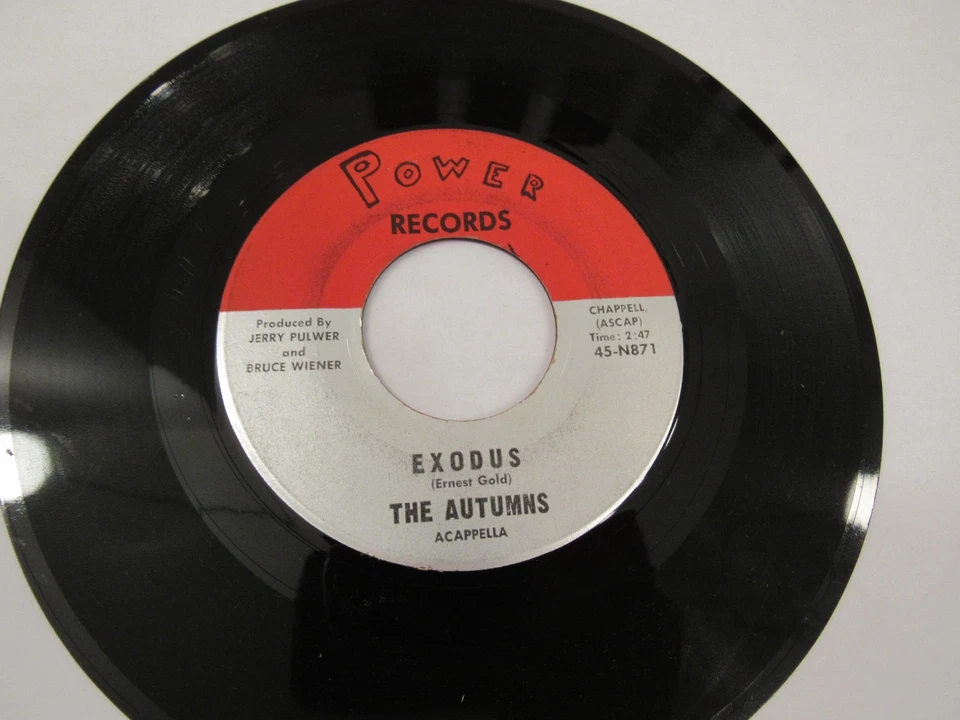 POWER
RECORDS
Produced By
JERRY PULWER
and
BRUCE WIENER
CHAPPELL.
(ASCAP)
Time: 2:47
45-N871
EXODUS
(Ernest Gold)
THE AUTUMNS
ACAPPELLA